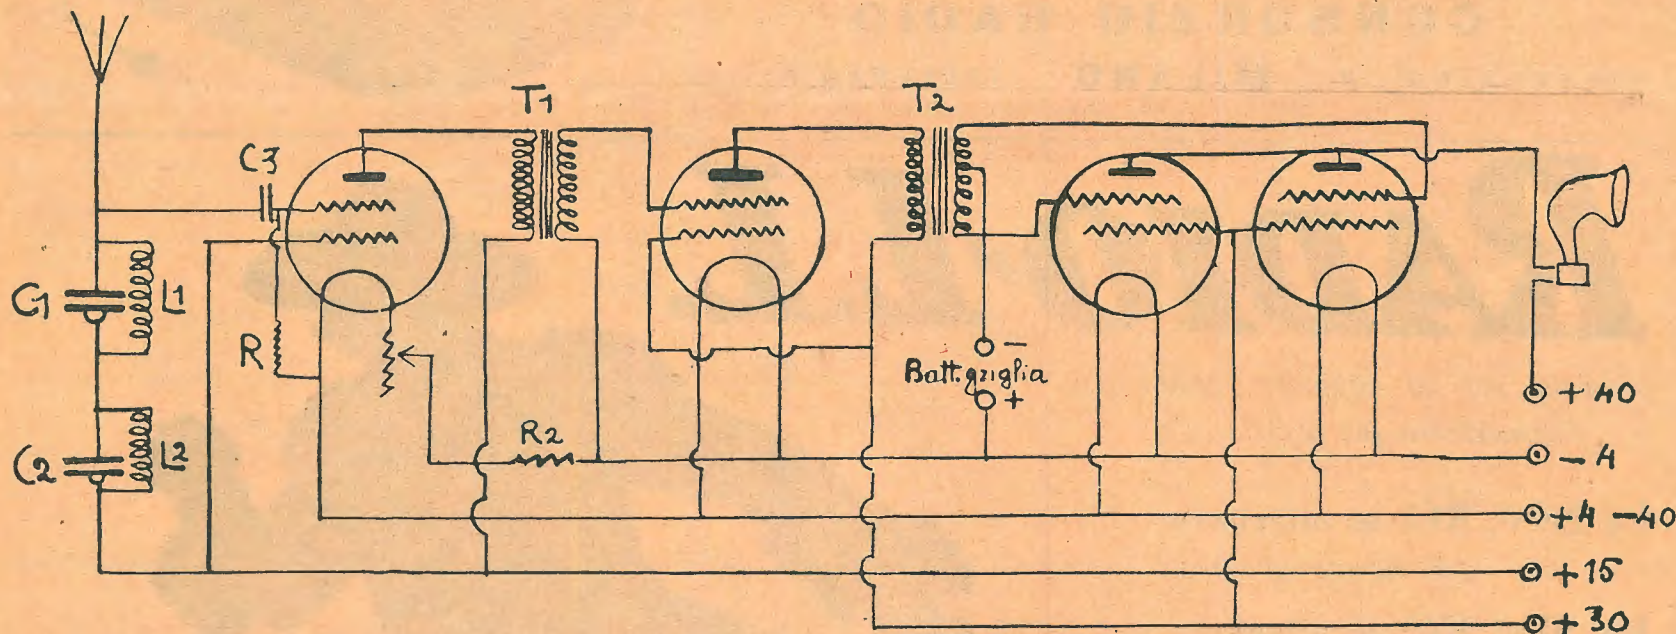 T1
T2
C3
C1
L1
R
Batt. griglia
−
+
+ 40
R2
− 4
C2
L2
+4 −40
+ 15
+ 30